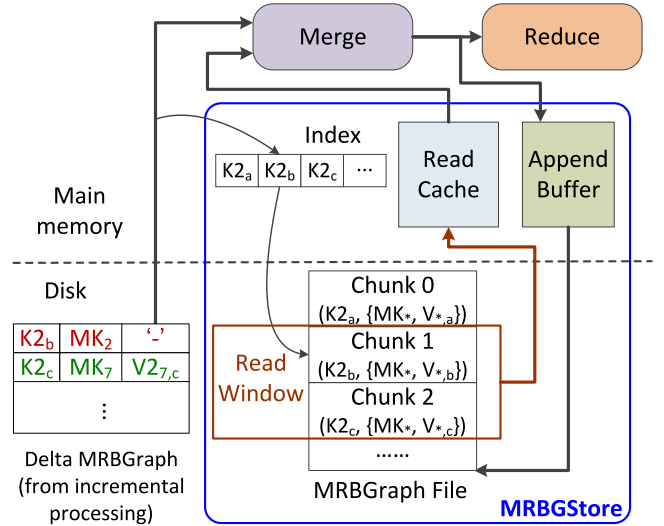 Merge
Reduce
Index
K2a K2b K2c ...
Read
Cache
Append
Buffer
Main
memory
Disk
K2b MK2 '-'
K2c MK7 V27,c
⋮
Delta MRBGraph
(from incremental
processing)
Read
Window
Chunk 0
(K2a, {MK*, V*,a})
Chunk 1
(K2b, {MK*, V*,b})
Chunk 2
(K2c, {MK*, V*,c})
......
MRBGraph File
MRBGStore